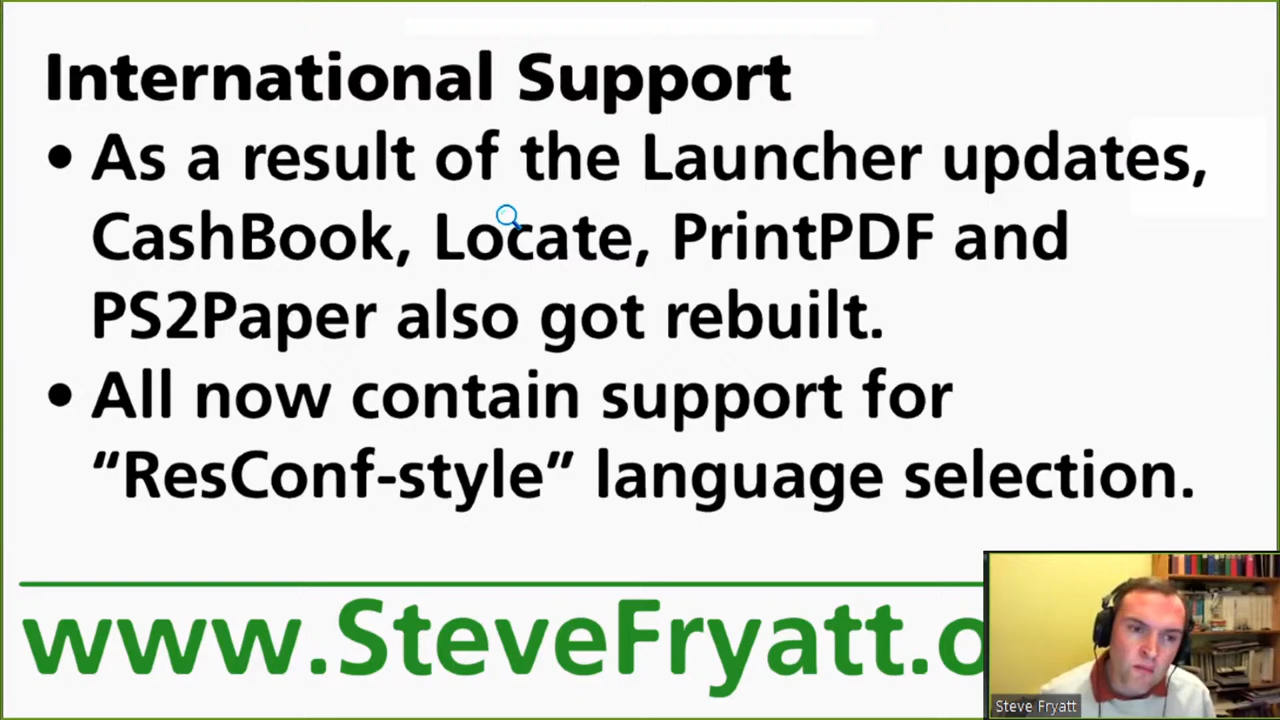 International Support
• As a result of the Launcher updates,
CashBook, Locate, PrintPDF and
PS2Paper also got rebuilt.
• All now contain support for
“ResConf-style” language selection.
www.SteveFryatt.o
Steve Fryatt